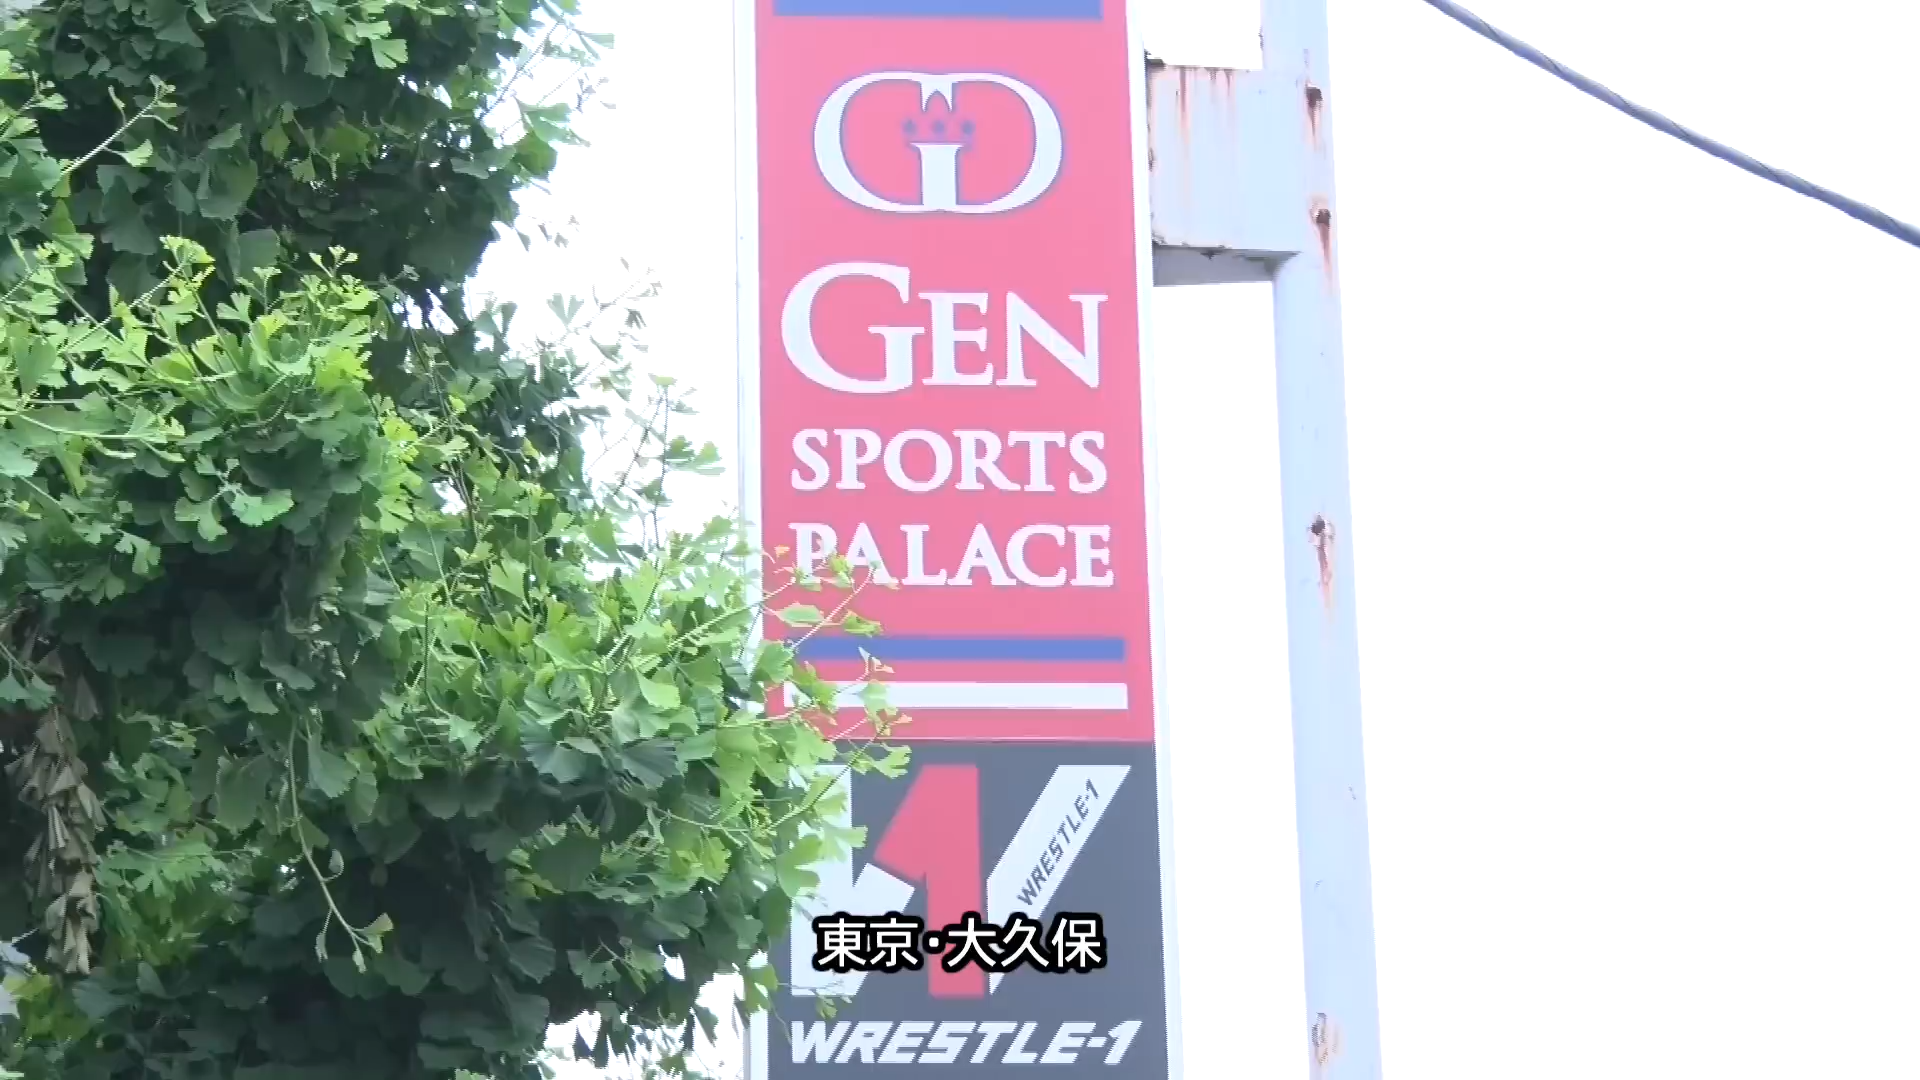 GEN
SPORTS
PALACE
WRESTLE-1
東京・大久保
WRESTLE-1